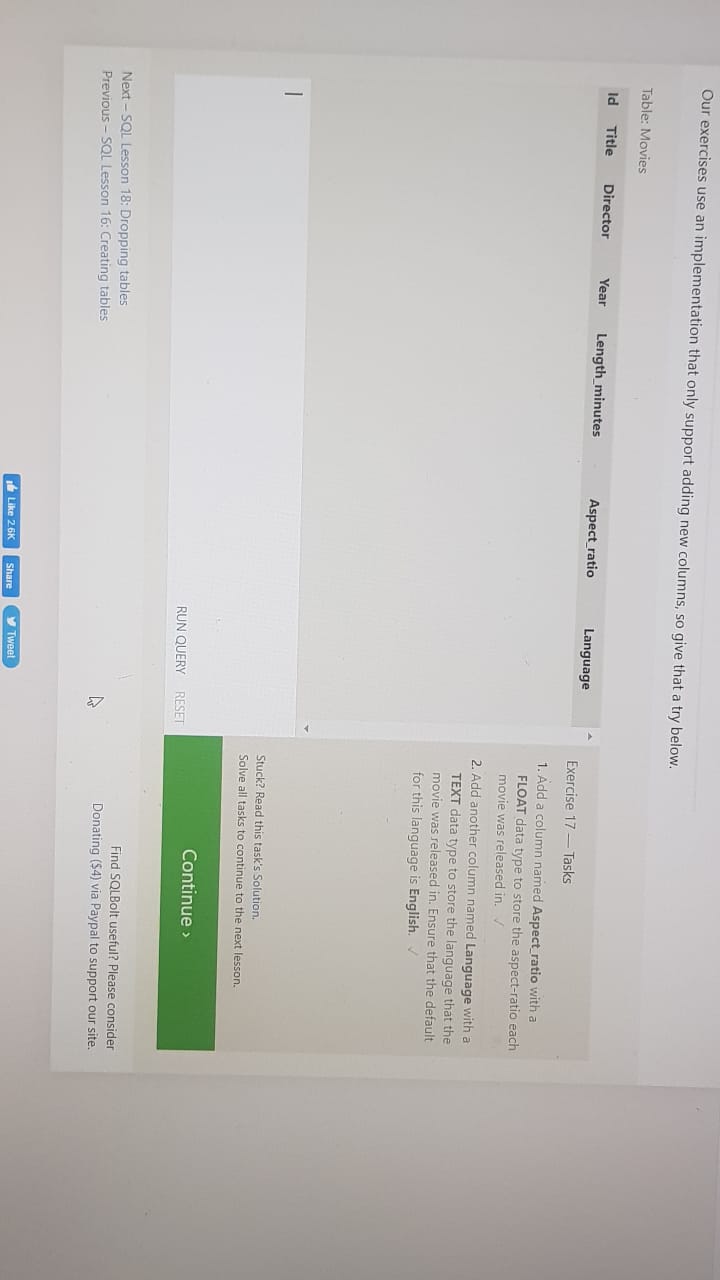 Our exercises use an implementation that only support adding new columns, so give that a try below.
Table: Movies
Id Title Director Year Length_minutes Aspect_ratio Language
Exercise 17 — Tasks
1. Add a column named Aspect_ratio with a
FLOAT data type to store the aspect-ratio each
movie was released in. ✓
2. Add another column named Language with a
TEXT data type to store the language that the
movie was released in. Ensure that the default
for this language is English. ✓
RUN QUERY RESET
Stuck? Read this task's Solution.
Solve all tasks to continue to the next lesson.
Continue ›
Next – SQL Lesson 18: Dropping tables
Previous – SQL Lesson 16: Creating tables
Find SQLBolt useful? Please consider
Donating ($4) via Paypal to support our site.
Like 2.6K Share Tweet